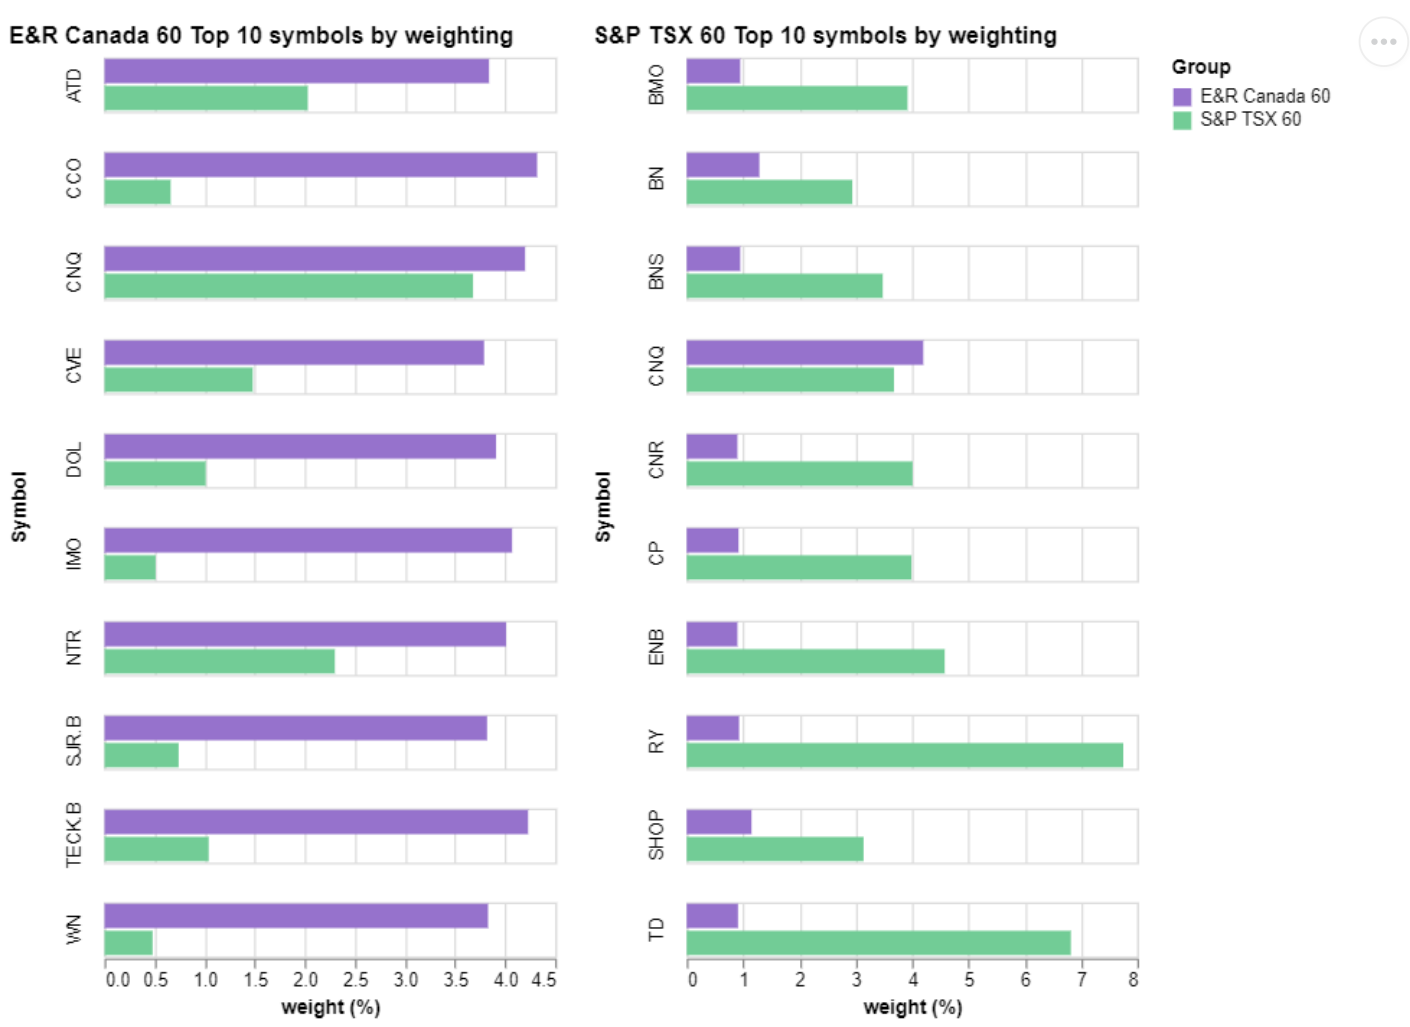 E&R Canada 60 Top 10 symbols by weighting
ATD
CCO
CNQ
CVE
DOL
IMO
NTR
SJR.B
TECK.B
WN
Symbol
0.0 0.5 1.0 1.5 2.0 2.5 3.0 3.5 4.0 4.5
weight (%)
S&P TSX 60 Top 10 symbols by weighting
BMO
BN
BNS
CNQ
CNR
CP
ENB
RY
SHOP
TD
Symbol
0 1 2 3 4 5 6 7 8
weight (%)
Group
E&R Canada 60
S&P TSX 60